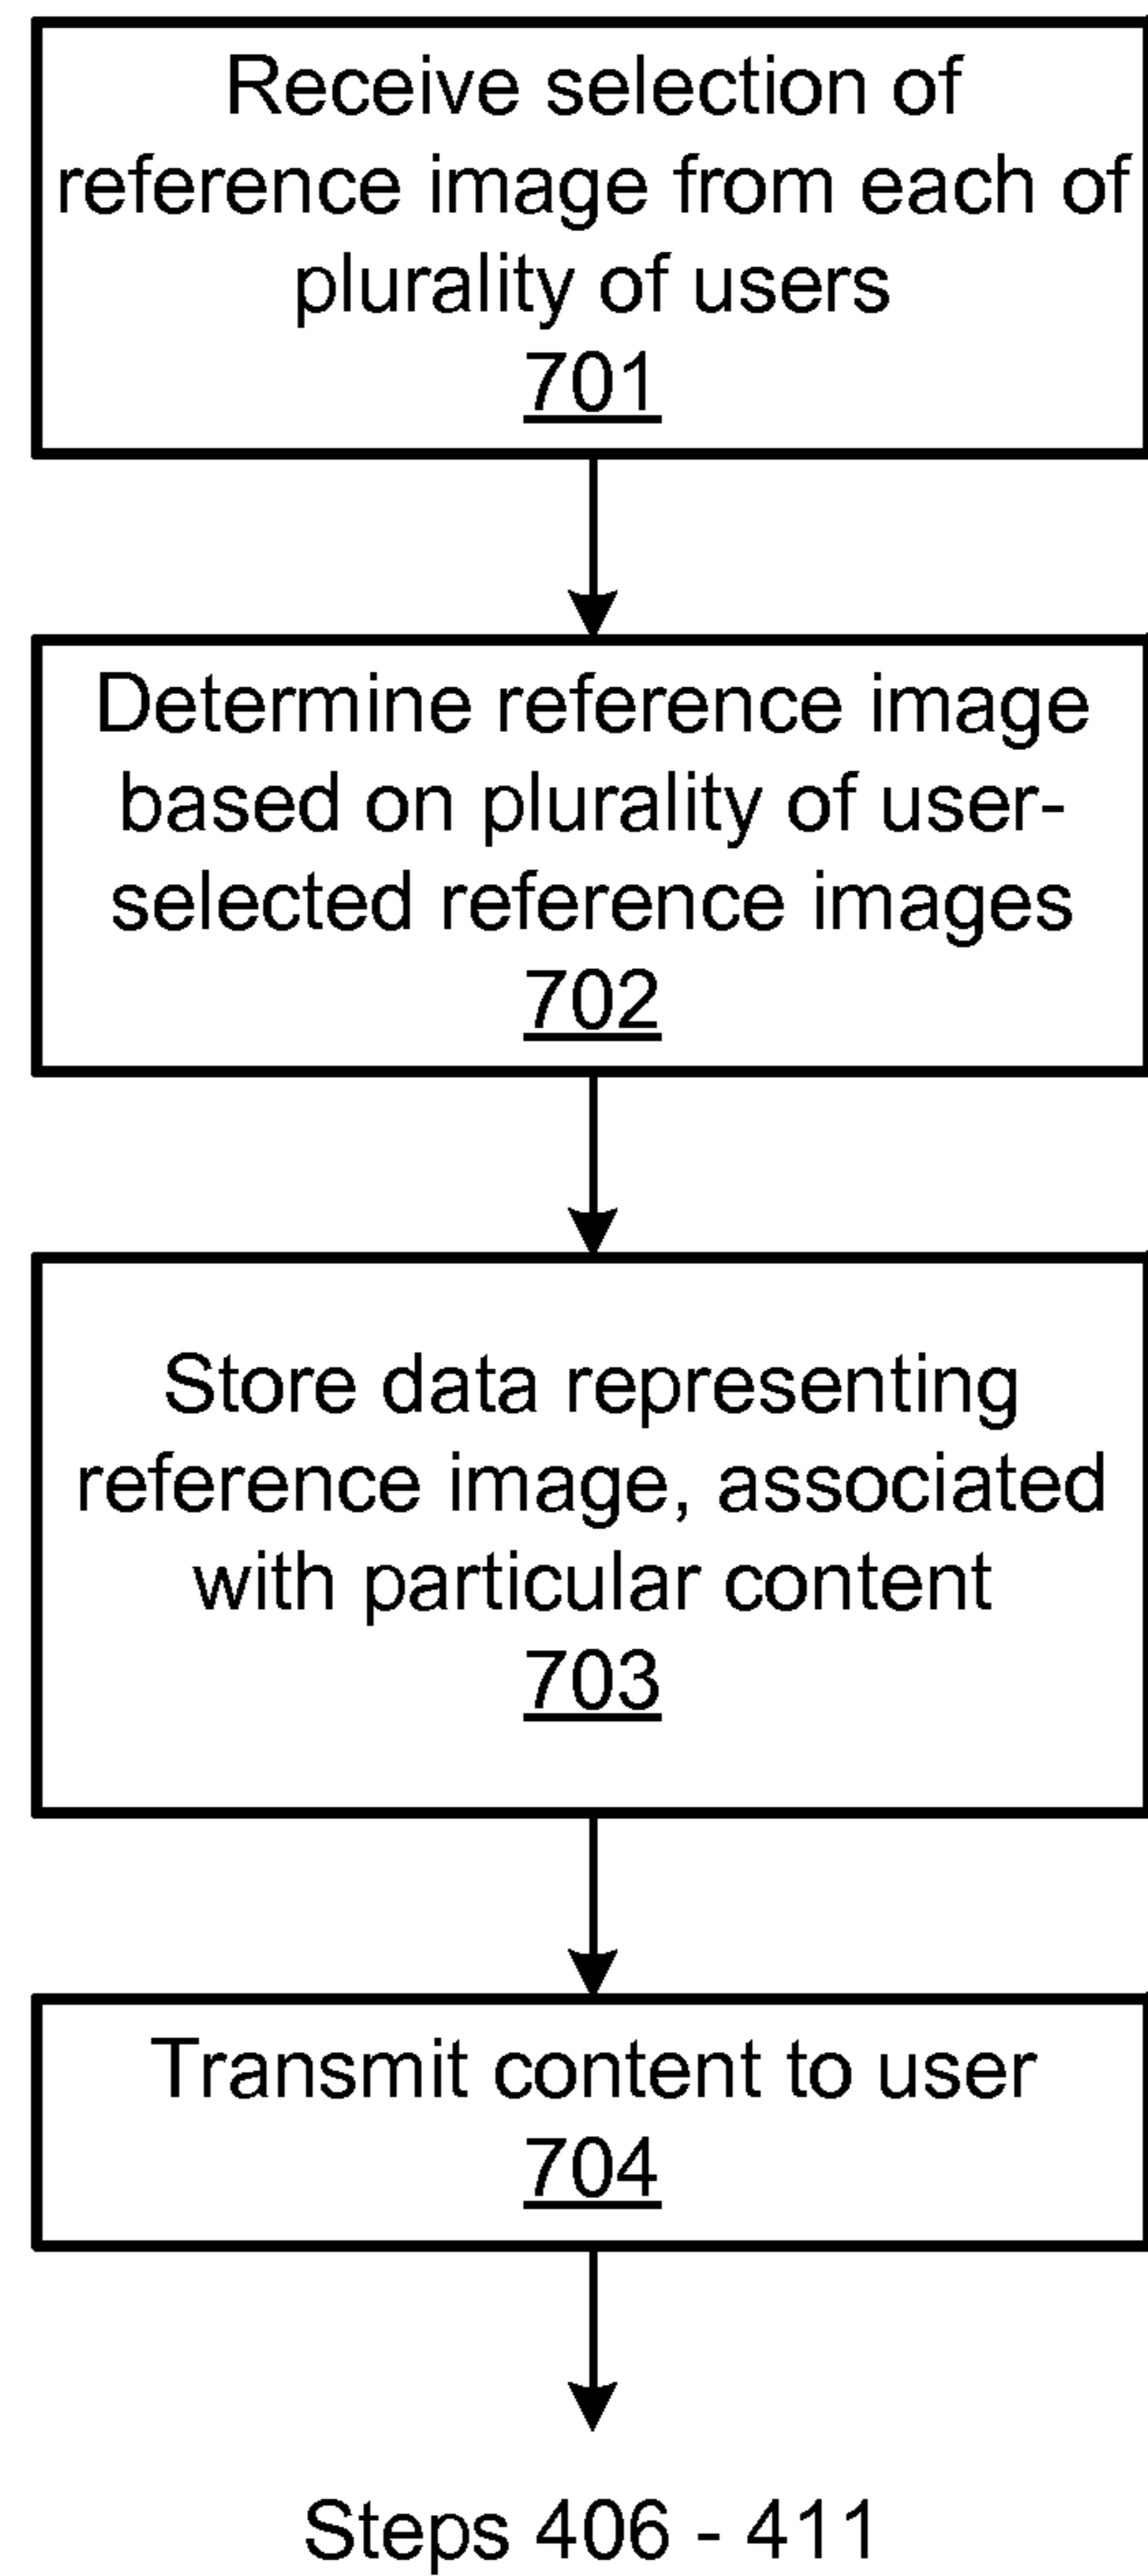 Receive selection of
reference image from each of
plurality of users
701
Determine reference image
based on plurality of user-
selected reference images
702
Store data representing
reference image, associated
with particular content
703
Transmit content to user
704
Steps 406 - 411